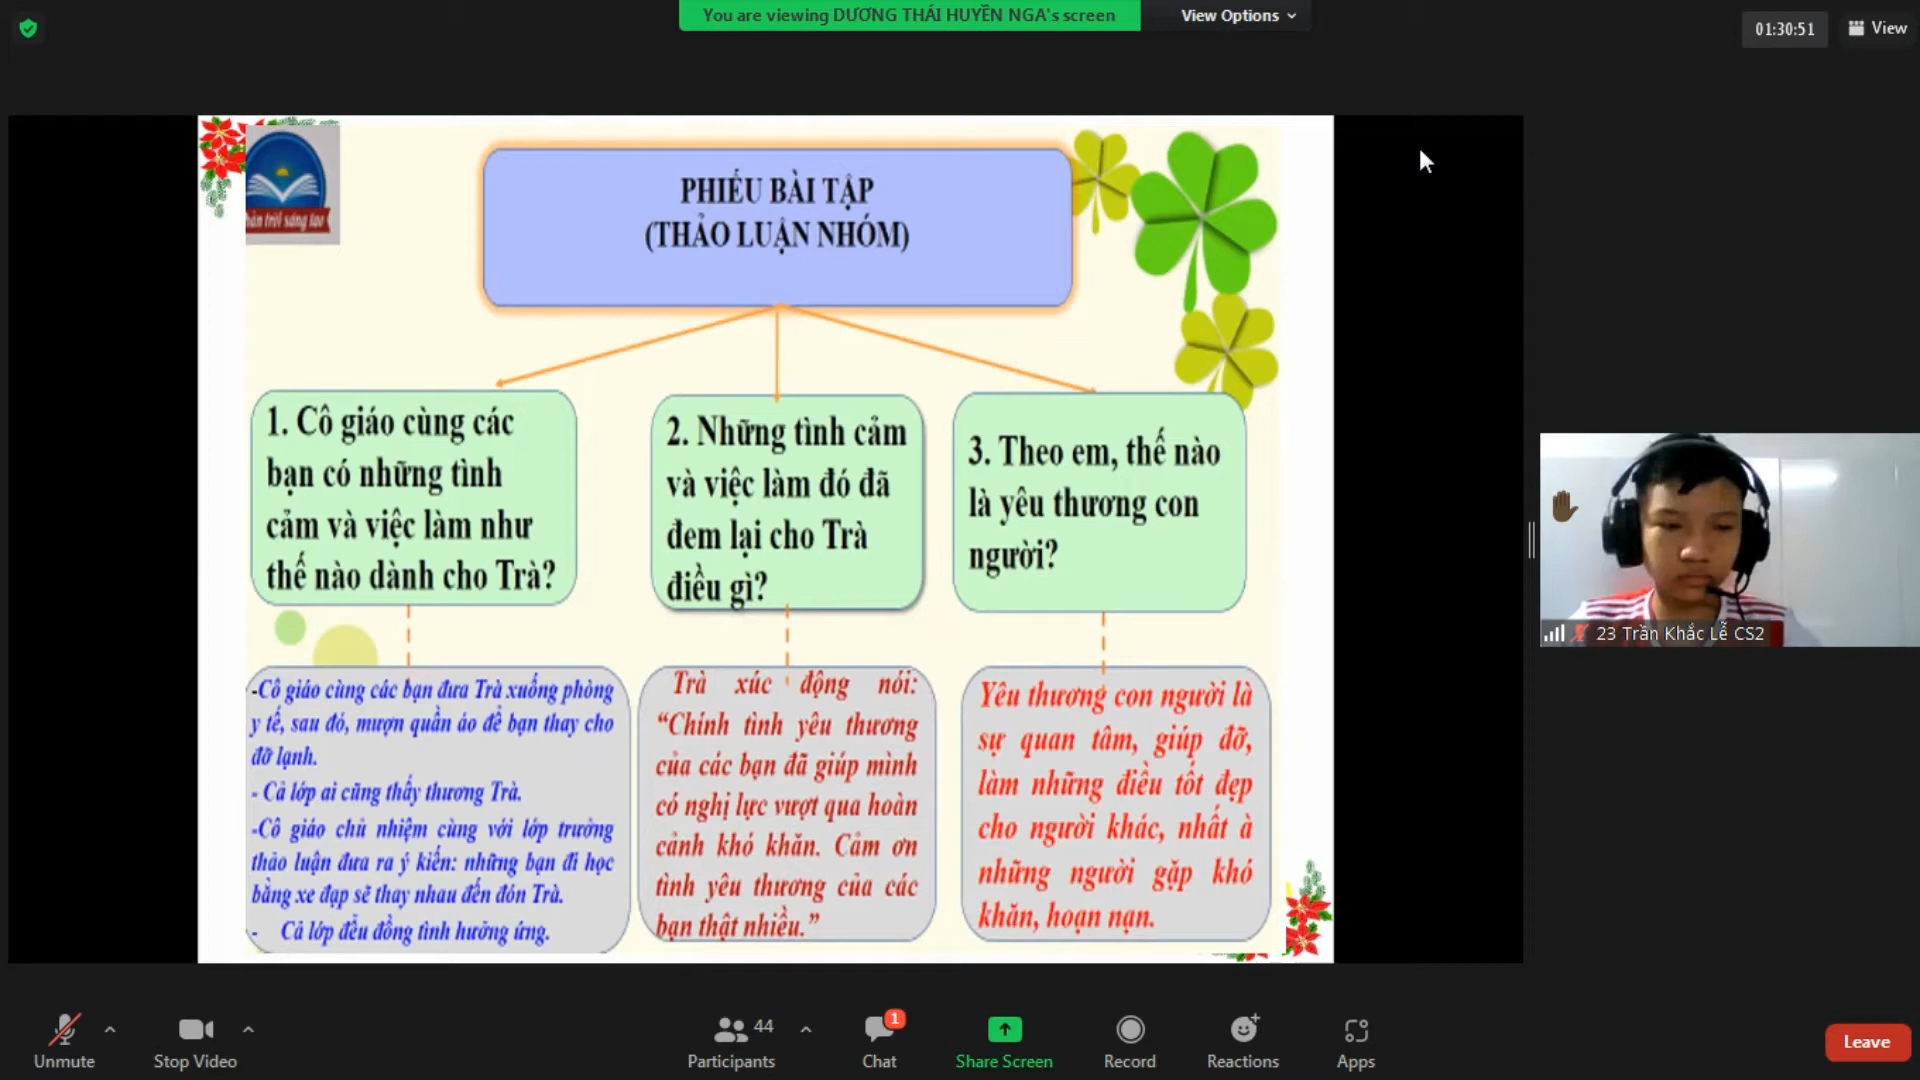 You are viewing DƯƠNG THÁI HUYỀN NGA's screen
View Options
01:30:51
View
chân trời sáng tạo
PHIẾU BÀI TẬP
(THẢO LUẬN NHÓM)
1. Cô giáo cùng các
bạn có những tình
cảm và việc làm như
thế nào dành cho Trà?
2. Những tình cảm
và việc làm đó đã
đem lại cho Trà
điều gì?
3. Theo em, thế nào
là yêu thương con
người?
-Cô giáo cùng các bạn đưa Trà xuống phòng
y tế, sau đó, mượn quần áo để bạn thay cho
đỡ lạnh.
- Cả lớp ai cũng thấy thương Trà.
-Cô giáo chủ nhiệm cùng với lớp trưởng
thảo luận đưa ra ý kiến: những bạn đi học
bằng xe đạp sẽ thay nhau đến đón Trà.
- Cả lớp đều đồng tình hưởng ứng.
Trà xúc động nói:
“Chính tình yêu thương
của các bạn đã giúp mình
có nghị lực vượt qua hoàn
cảnh khó khăn. Cảm ơn
tình yêu thương của các
bạn thật nhiều.”
Yêu thương con người là
sự quan tâm, giúp đỡ,
làm những điều tốt đẹp
cho người khác, nhất à
những người gặp khó
khăn, hoạn nạn.
23 Trần Khắc Lễ CS2
Unmute
Stop Video
44
Participants
1
Chat
Share Screen
Record
Reactions
Apps
Leave